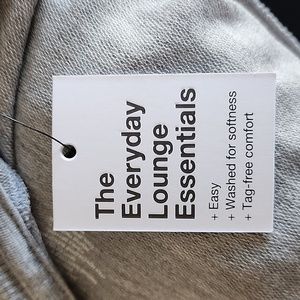 The
Everyday
Lounge
Essentials
+ Easy
+ Washed for softness
+ Tag-free comfort